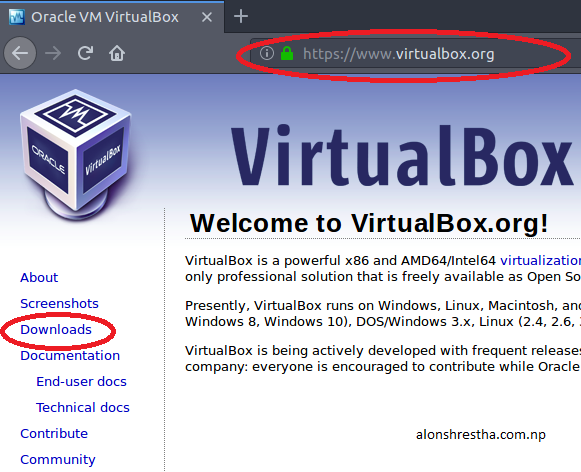 Oracle VM VirtualBox
https://www.virtualbox.org
ORACLE
VM
VirtualBox
VirtualBox
Welcome to VirtualBox.org!
VirtualBox is a powerful x86 and AMD64/Intel64 virtualization
only professional solution that is freely available as Open So
Presently, VirtualBox runs on Windows, Linux, Macintosh, and
Windows 8, Windows 10), DOS/Windows 3.x, Linux (2.4, 2.6,
VirtualBox is being actively developed with frequent releases
company: everyone is encouraged to contribute while Oracle
About
Screenshots
Downloads
Documentation
End-user docs
Technical docs
Contribute
Community
alonshrestha.com.np